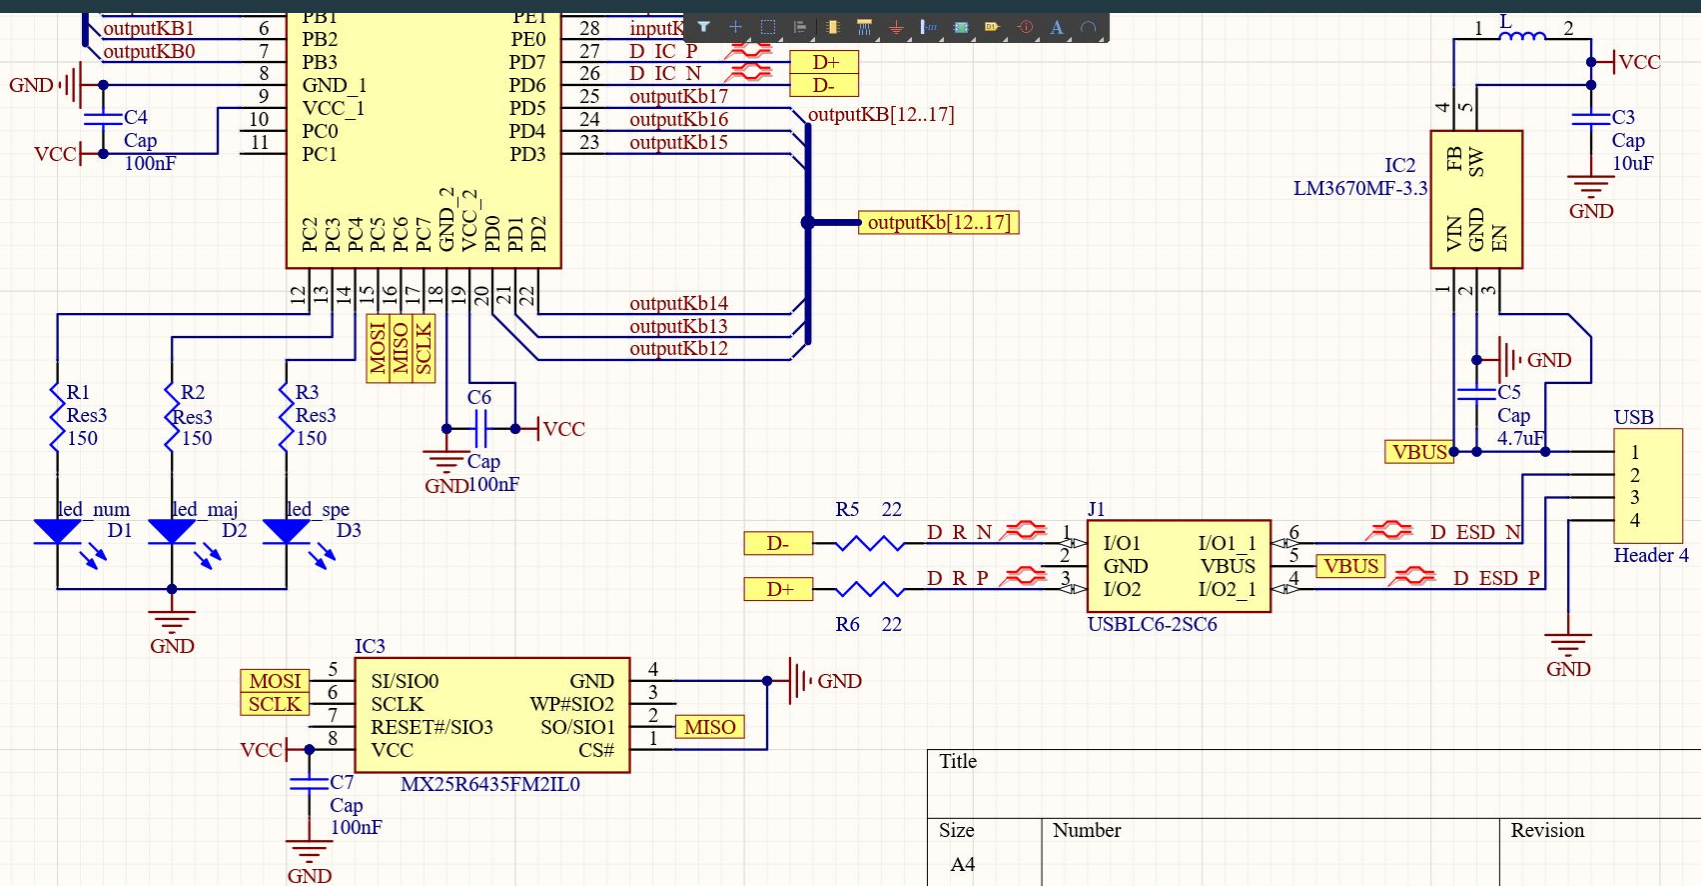 PB1
PE1
outputKB1
6
PB2
PE0
28
inputK
outputKB0
7
PB3
PD7
27
D IC P
D+
GND
8
GND_1
PD6
26
D IC N
D-
9
VCC_1
PD5
25
outputKb17
outputKB[12..17]
C4
Cap
100nF
10
PC0
PD4
24
outputKb16
VCC
11
PC1
PD3
23
outputKb15
PC2
PC3
PC4
PC5
PC6
PC7
GND_2
VCC_2
PD0
PD1
PD2
12
13
14
15
16
17
18
19
20
21
22
outputKb[12..17]
outputKb14
outputKb13
outputKb12
MOSI
MISO
SCLK
R1
Res3
150
R2
Res3
150
R3
Res3
150
C6
VCC
Cap
GND
100nF
led_num
D1
led_maj
D2
led_spe
D3
GND
1
L
2
VCC
4
5
C3
Cap
10uF
GND
IC2
LM3670MF-3.3
FB
SW
VIN
GND
EN
1
2
3
GND
C5
Cap
4.7uF
VBUS
USB
1
2
3
4
Header 4
GND
R5 22
D-
D R N
J1
1
I/O1
I/O1_1
6
D ESD N
2
GND
VBUS
5
VBUS
D+
D R P
3
I/O2
I/O2_1
4
D ESD P
R6 22
USBLC6-2SC6
IC3
MOSI
5
SI/SIO0
GND
4
GND
SCLK
6
SCLK
WP#SIO2
3
7
RESET#/SIO3
SO/SIO1
2
MISO
VCC
8
VCC
CS#
1
MX25R6435FM2IL0
C7
Cap
100nF
GND
Title
Size
Number
Revision
A4